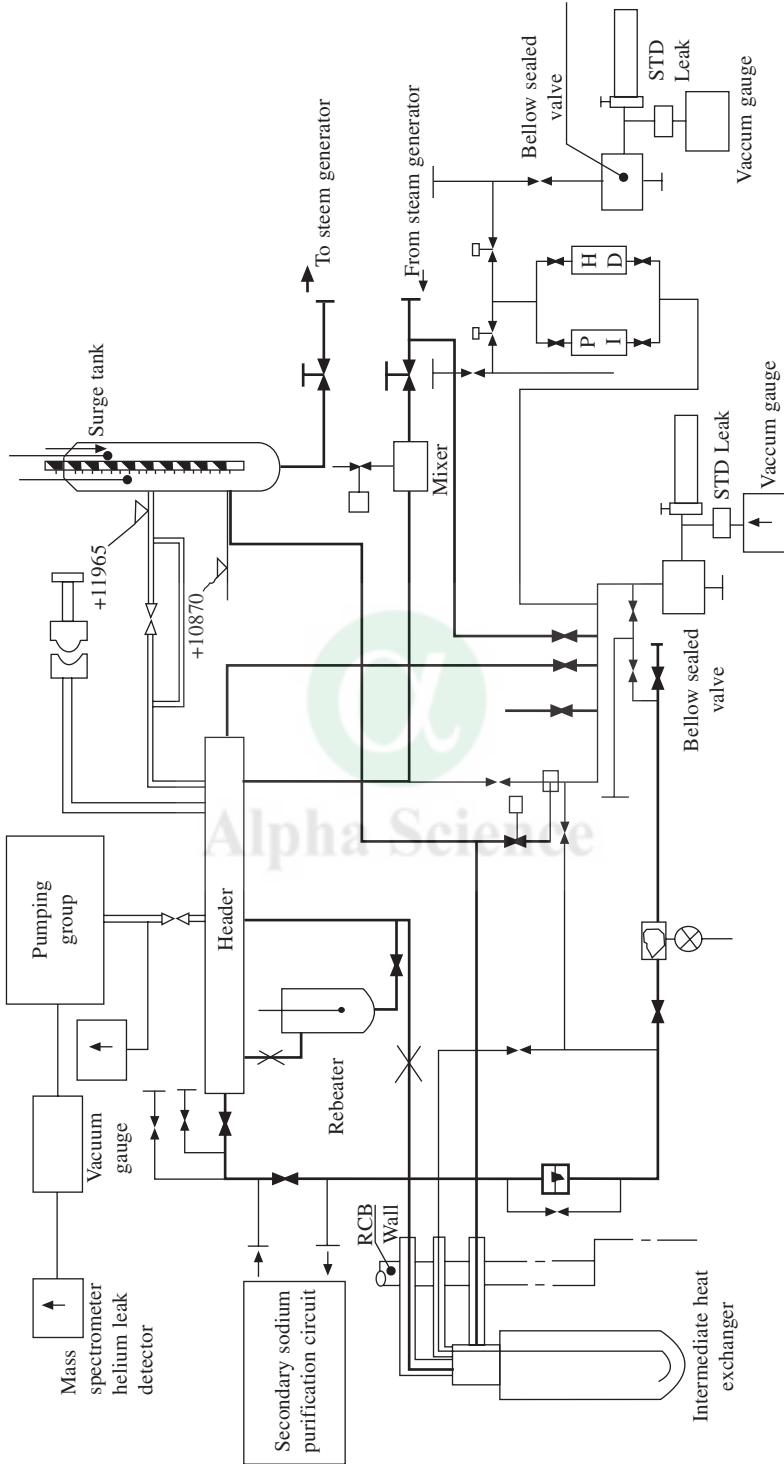 Mass
spectrometer
helium leak
detector
Vacuum
gauge
Pumping
group
+11965
+10870
Surge tank
To steem generator
From steam generator
Bellow sealed
valve
STD
Leak
Vaccum gauge
Header
Rebeater
Mixer
P
I
H
D
Secondary sodium
purification circuit
RCB
Wall
Alpha Science
STD Leak
Vaccum gauge
Bellow sealed
valve
Intermediate heat
exchanger